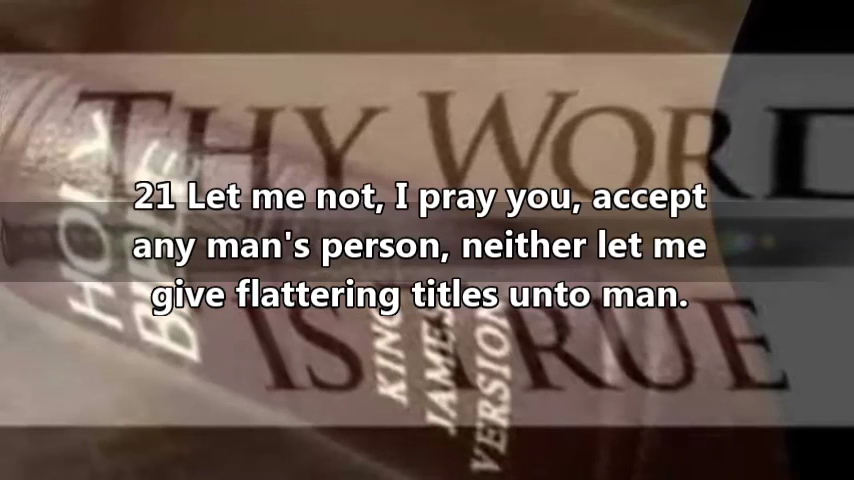 THY WORD
IS TRUE
HOLY
BIBLE
KING
JAMES
VERSION
21 Let me not, I pray you, accept
any man's person, neither let me
give flattering titles unto man.